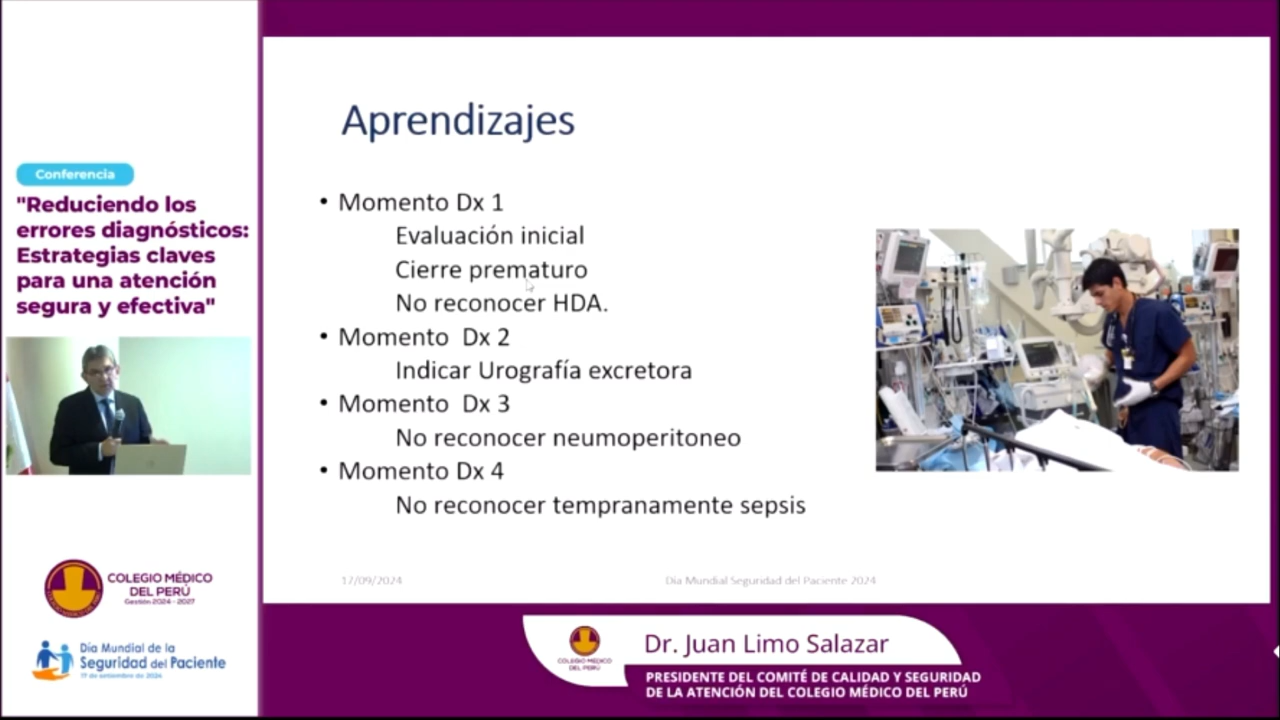 Conferencia
"Reduciendo los
errores diagnósticos:
Estrategias claves
para una atención
segura y efectiva"
COLEGIO MÉDICO
DEL PERÚ
Gestión 2024 - 2027
Día Mundial de la
Seguridad del Paciente
17 de setiembre de 2024
Aprendizajes
• Momento Dx 1
Evaluación inicial
Cierre prematuro
No reconocer HDA.
• Momento Dx 2
Indicar Urografía excretora
• Momento Dx 3
No reconocer neumoperitoneo
• Momento Dx 4
No reconocer tempranamente sepsis
17/09/2024
Día Mundial Seguridad del Paciente 2024
COLEGIO MÉDICO
DEL PERÚ
Dr. Juan Limo Salazar
PRESIDENTE DEL COMITÉ DE CALIDAD Y SEGURIDAD
DE LA ATENCIÓN DEL COLEGIO MÉDICO DEL PERÚ